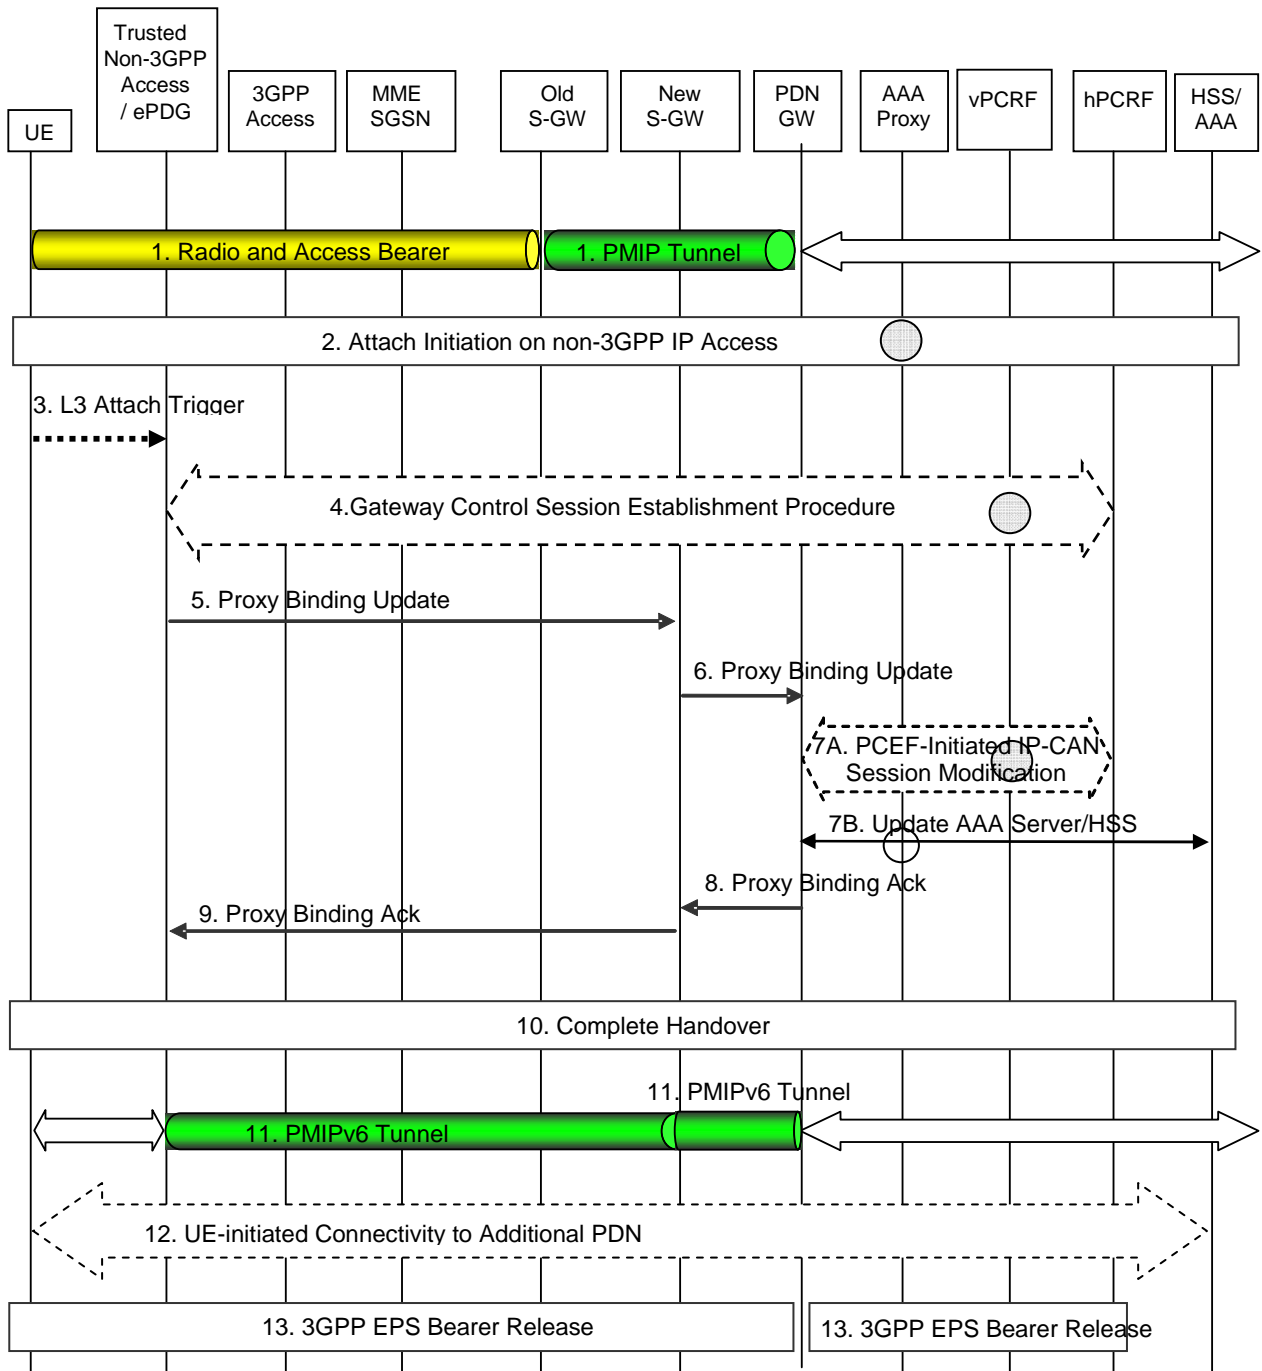 Trusted
Non-3GPP
Access
/ ePDG
UE
3GPP
Access
MME
SGSN
Old
S-GW
New
S-GW
PDN
GW
AAA
Proxy
vPCRF
hPCRF
HSS/
AAA
1. Radio and Access Bearer
1. PMIP Tunnel
2. Attach Initiation on non-3GPP IP Access
3. L3 Attach Trigger
4.Gateway Control Session Establishment Procedure
5. Proxy Binding Update
6. Proxy Binding Update
7A. PCEF-Initiated IP-CAN
Session Modification
7B. Update AAA Server/HSS
8. Proxy Binding Ack
9. Proxy Binding Ack
10. Complete Handover
11. PMIPv6 Tunnel
11. PMIPv6 Tunnel
12. UE-initiated Connectivity to Additional PDN
13. 3GPP EPS Bearer Release
13. 3GPP EPS Bearer Release